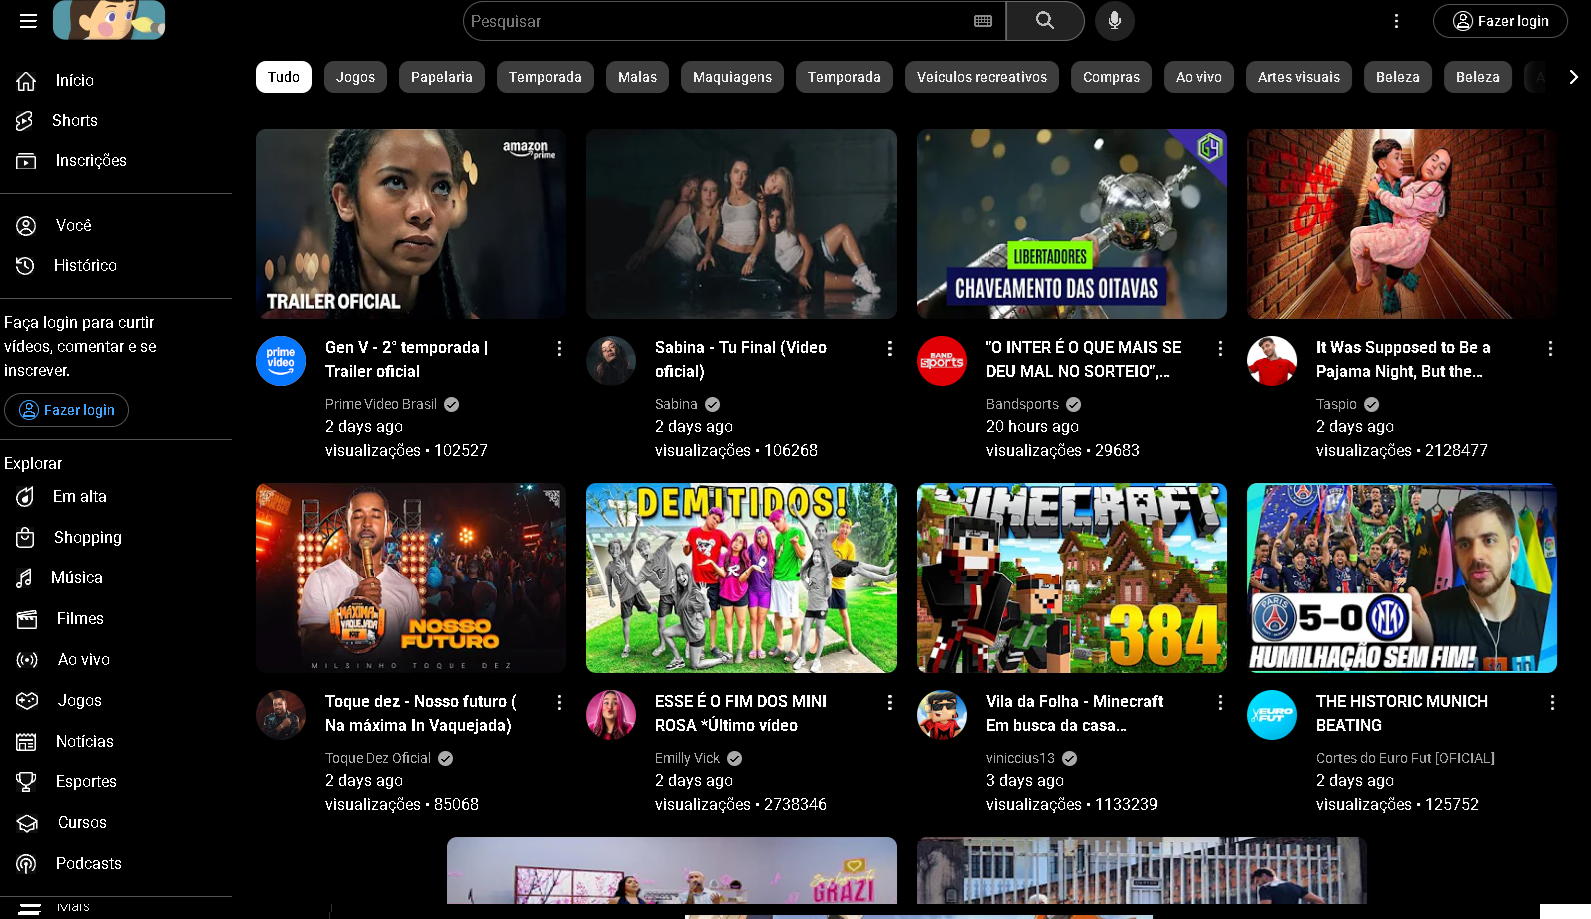 Pesquisar
Fazer login
Início
Shorts
Inscrições
Você
Histórico
Faça login para curtir
vídeos, comentar e se
inscrever.
Fazer login
Explorar
Em alta
Shopping
Música
Filmes
Ao vivo
Jogos
Notícias
Esportes
Cursos
Podcasts
Mais
Tudo
Jogos
Papelaria
Temporada
Malas
Maquiagens
Temporada
Veículos recreativos
Compras
Ao vivo
Artes visuais
Beleza
Beleza
amazon
prime
TRAILER OFICIAL
LIBERTADORES
CHAVEAMENTO DAS OITAVAS
prime
video
Gen V - 2° temporada |
Trailer oficial
Prime Video Brasil
2 days ago
visualizações • 102527
Sabina - Tu Final (Video
oficial)
Sabina
2 days ago
visualizações • 106268
BAND
sports
"O INTER É O QUE MAIS SE
DEU MAL NO SORTEIO",...
Bandsports
20 hours ago
visualizações • 29683
It Was Supposed to Be a
Pajama Night, But the...
Taspio
2 days ago
visualizações • 2128477
MÁXIMA
VAQUEJADA
NOSSO
FUTURO
MILSINHO TOQUE DEZ
DEMITIDOS!
MINECRAFT
384
PARIS
5-0
HUMILHAÇÃO SEM FIM!
Toque dez - Nosso futuro (
Na máxima In Vaquejada)
Toque Dez Oficial
2 days ago
visualizações • 85068
ESSE É O FIM DOS MINI
ROSA *Último vídeo
Emilly Vick
2 days ago
visualizações • 2738346
Vila da Folha - Minecraft
Em busca da casa...
viniccius13
3 days ago
visualizações • 1133239
EURO
FUT
THE HISTORIC MUNICH
BEATING
Cortes do Euro Fut [OFICIAL]
2 days ago
visualizações • 125752
GRAZI